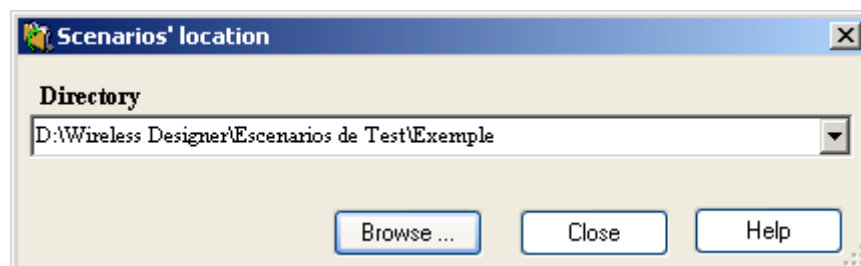 Scenarios' location
Directory
D:\Wireless Designer\Escenarios de Test\Exemple
Browse ... Close Help